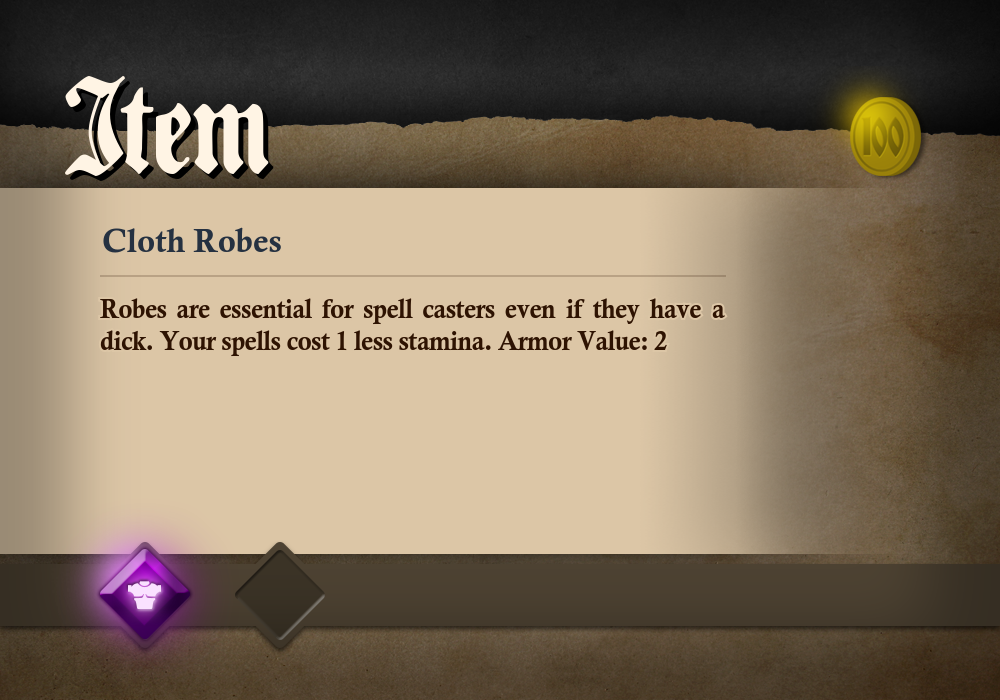 Item
100
Cloth Robes
Robes are essential for spell casters even if they have a
dick. Your spells cost 1 less stamina. Armor Value: 2